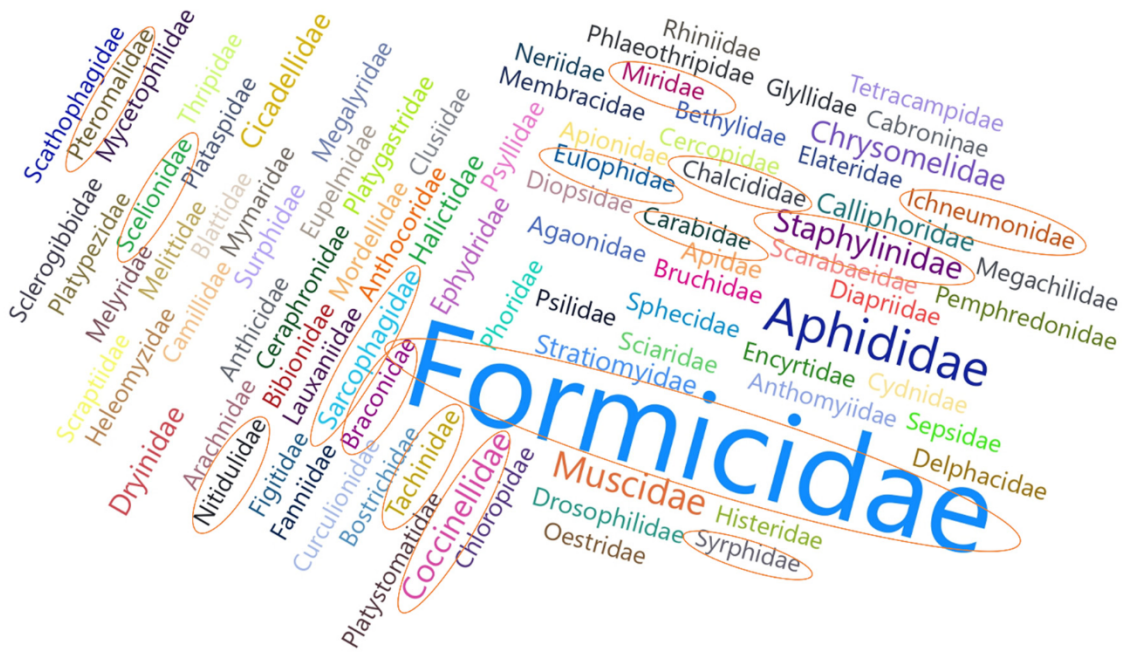 Scathophagidae
Pteromalidae
Mycetophilidae
Thripidae
Cicadellidae
Scelionidae
Plataspidae
Megalyridae
Sclerogibbidae
Platypezidae
Melyridae
Melittidae
Blattidae
Mymaridae
Surphidae
Eupelmidae
Platygastridae
Clusiidae
Psyllidae
Scraptiidae
Heleomyzidae
Camillidae
Anthicidae
Ceraphronidae
Mordellidae
Anthocoridae
Halictidae
Ephydridae
Dryinidae
Arachnidae
Bibionidae
Lauxaniidae
Sarcophagidae
Braconidae
Phoridae
Nitidulidae
Figitidae
Fanniidae
Curculionidae
Bostrichidae
Tachinidae
Platystomatidae
Coccinellidae
Chloropidae
Rhiniidae
Phlaeothripidae
Neriidae
Miridae
Glyllidae
Tetracampidae
Membracidae
Bethylidae
Cabroninae
Apionidae
Cercopidae
Chrysomelidae
Elateridae
Eulophidae
Chalcididae
Ichneumonidae
Diopsidae
Calliphoridae
Carabidae
Staphylinidae
Agaonidae
Apidae
Scarabaeidae
Megachilidae
Bruchidae
Diapriidae
Pemphredonidae
Psilidae
Sphecidae
Aphididae
Sciaridae
Stratiomyidae
Encyrtidae
Cydnidae
Anthomyiidae
Sepsidae
Formicidae
Delphacidae
Muscidae
Drosophilidae
Histeridae
Oestridae
Syrphidae